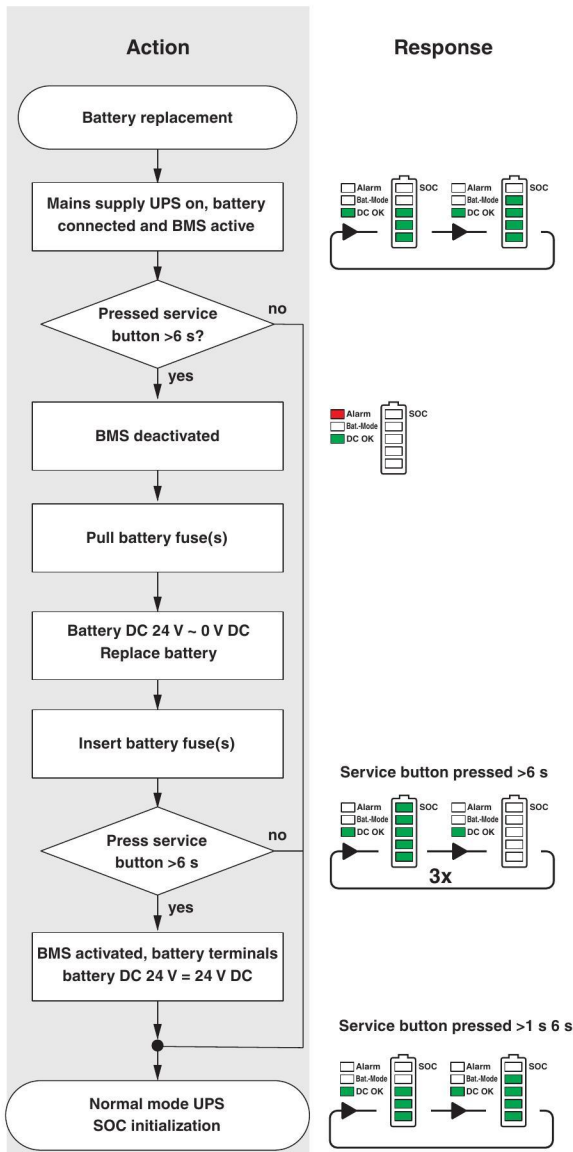 Action
Response
Battery replacement
Mains supply UPS on, battery
connected and BMS active
Alarm
SOC
Bat.-Mode
DC OK
Alarm
SOC
Bat.-Mode
DC OK
Pressed service
button >6 s?
no
yes
BMS deactivated
Alarm
SOC
Bat.-Mode
DC OK
Pull battery fuse(s)
Battery DC 24 V ~ 0 V DC
Replace battery
Insert battery fuse(s)
Service button pressed >6 s
Press service
button >6 s
no
yes
Alarm
SOC
Bat.-Mode
DC OK
Alarm
SOC
Bat.-Mode
DC OK
3x
BMS activated, battery terminals
battery DC 24 V = 24 V DC
Service button pressed >1 s 6 s
Alarm
SOC
Bat.-Mode
DC OK
Alarm
SOC
Bat.-Mode
DC OK
Normal mode UPS
SOC initialization